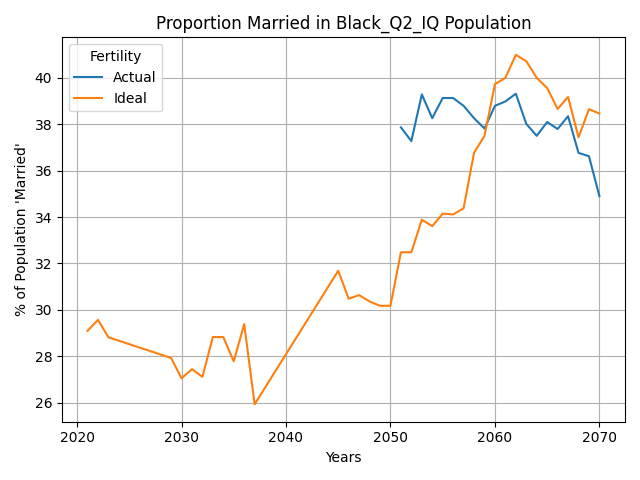 Proportion Married in Black_Q2_IQ Population
Fertility
Actual
Ideal
% of Population 'Married'
40
38
36
34
32
30
28
26
2020 2030 2040 2050 2060 2070
Years